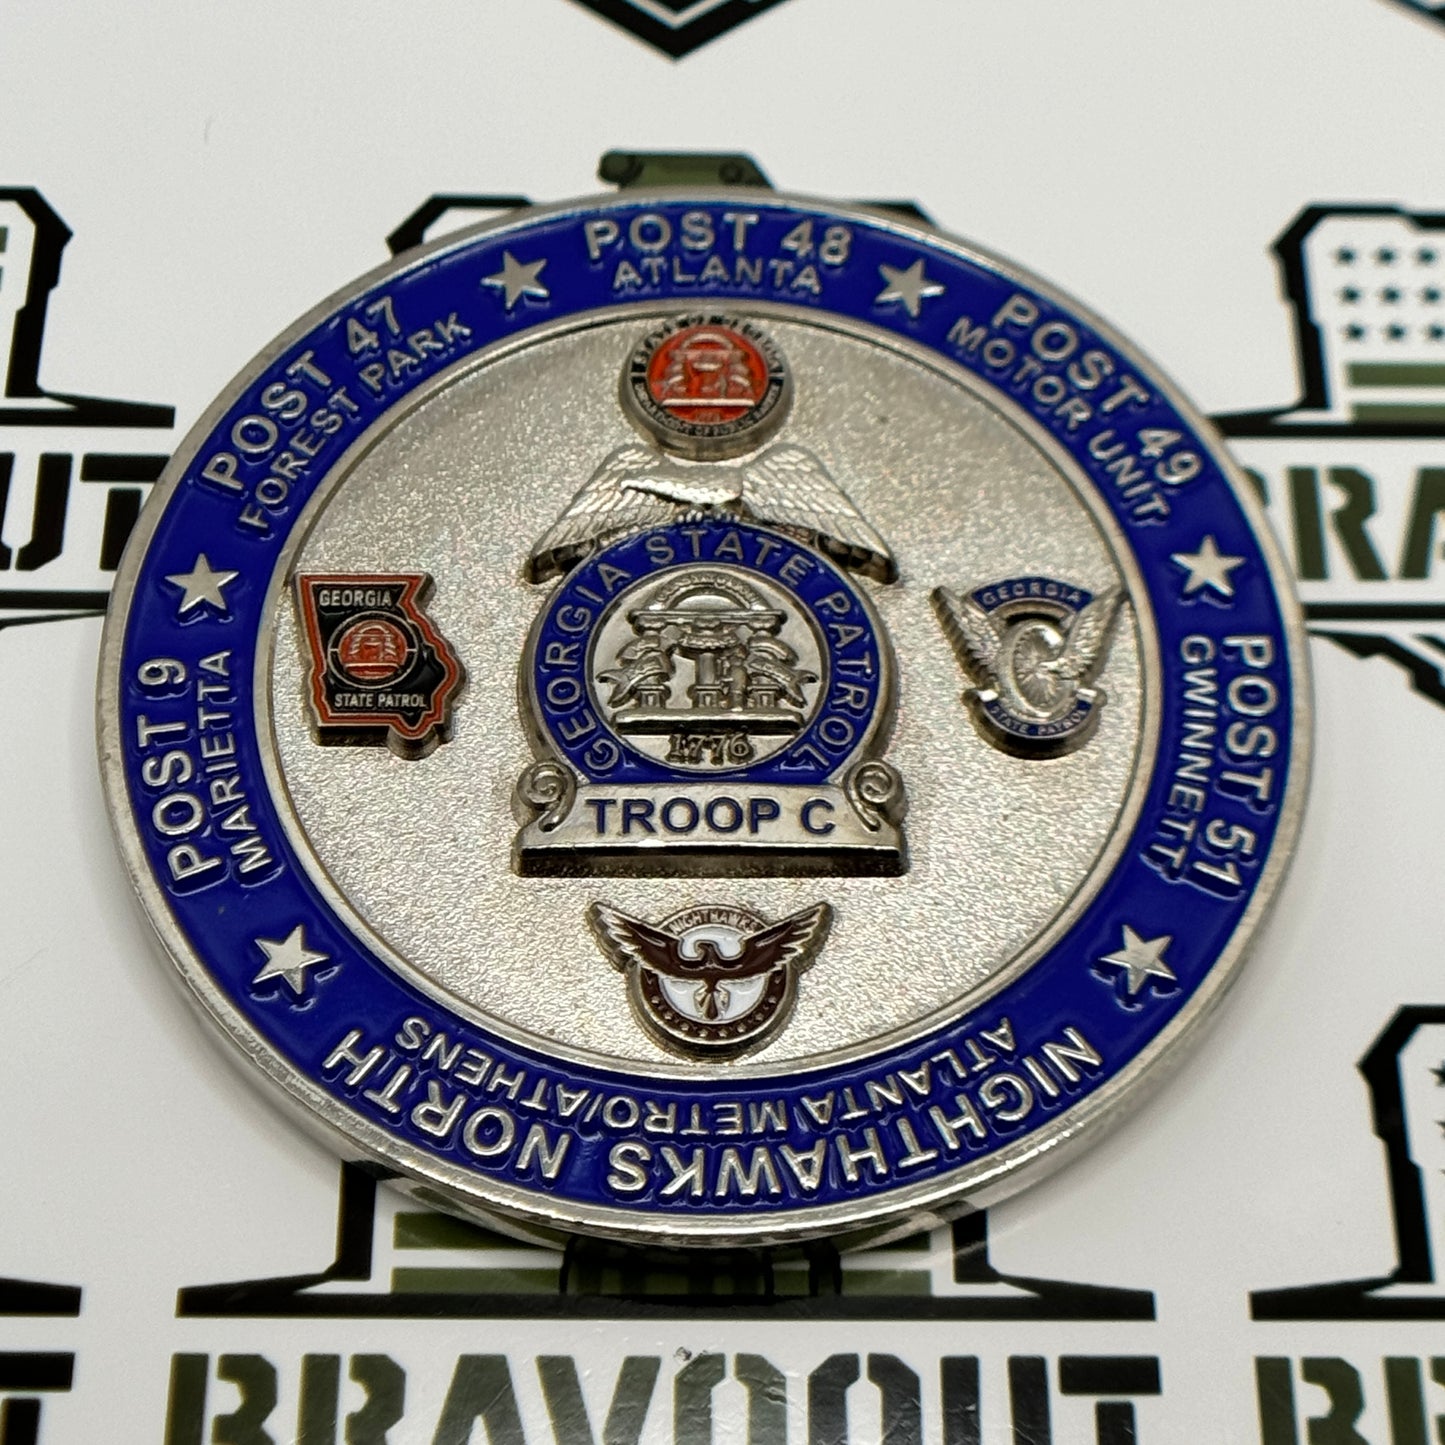 POST 9
MARIETTA
POST 47
FOREST PARK
POST 48
ATLANTA
POST 49
MOTOR UNIT
POST 51
GWINNETT
NIGHTHAWKS NORTH
ATLANTA METRO/ATHENS
GEORGIA STATE PATROL
1776
TROOP C
GEORGIA
STATE PATROL
GEORGIA
STATE PATROL
NIGHTHAWKS
BRAVOOUT